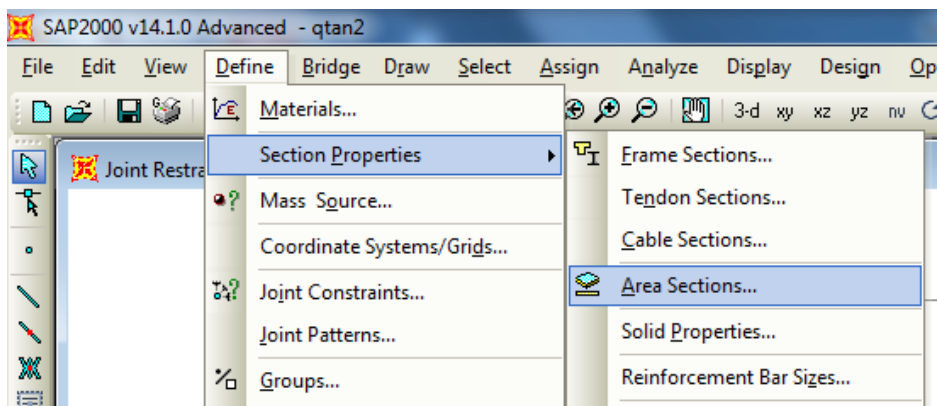 SAP2000 v14.1.0 Advanced - qtan2
File Edit View Define Bridge Draw Select Assign Analyze Display Design Op
3-d xy xz yz nv
Materials...
Section Properties
Mass Source...
Coordinate Systems/Grids...
Joint Constraints...
Joint Patterns...
Groups...
Joint Restra
Frame Sections...
Tendon Sections...
Cable Sections...
Area Sections...
Solid Properties...
Reinforcement Bar Sizes...